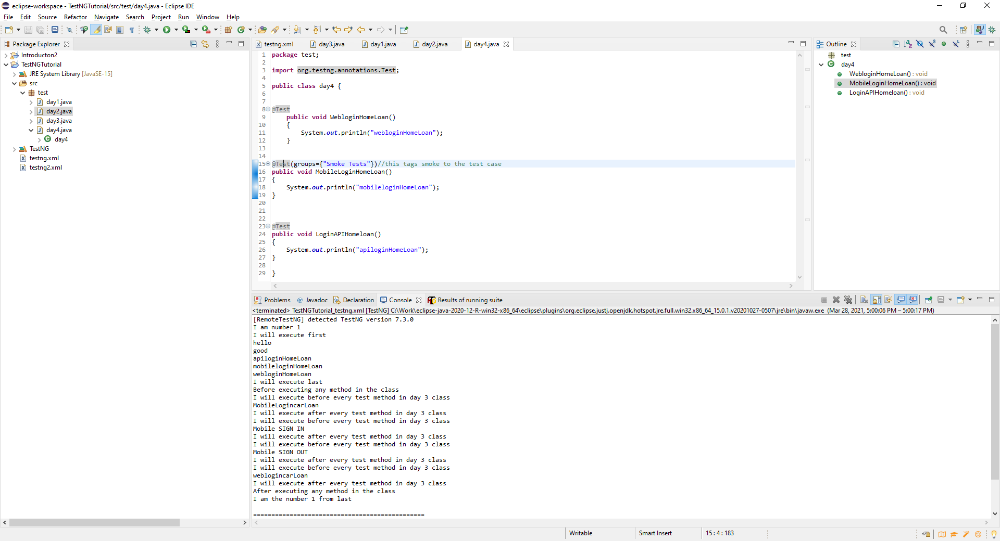 eclipse-workspace - TestNGTutorial/src/test/day4.java - Eclipse IDE
File Edit Source Refactor Navigate Search Project Run Window Help
Package Explorer
Introducton2
TestNGTutorial
JRE System Library [JavaSE-15]
src
test
day1.java
day2.java
day3.java
day4.java
day4
TestNG
testng.xml
testng2.xml
testng.xml day3.java day1.java day2.java day4.java
1 package test;
2
3 import org.testng.annotations.Test;
4
5 public class day4 {
6
7
8 @Test
9 public void WebloginHomeLoan()
10 {
11 System.out.println("webloginHomeLoan");
12 }
13
14
15 @Test(groups={"Smoke Tests"})//this tags smoke to the test case
16 public void MobileLoginHomeLoan()
17 {
18 System.out.println("mobileloginHomeLoan");
19 }
20
21
22
23 @Test
24 public void LoginAPIHomeloan()
25 {
26 System.out.println("apiloginHomeLoan");
27 }
28
29 }
Outline
test
day4
WebloginHomeLoan() : void
MobileLoginHomeLoan() : void
LoginAPIHomeloan() : void
Problems @ Javadoc Declaration Console Results of running suite
<terminated> TestNGTutorial_testng.xml [TestNG] C:\Work\eclipse-java-2020-12-R-win32-x86_64\eclipse\plugins\org.eclipse.justj.openjdk.hotspot.jre.full.win32.x86_64_15.0.1.v20201027-0507\jre\bin\javaw.exe (Mar 28, 2021, 5:00:06 PM – 5:00:17 PM)
[RemoteTestNG] detected TestNG version 7.3.0
I am number 1
I will execute first
hello
good
apiloginHomeLoan
mobileloginHomeLoan
webloginHomeLoan
I will execute last
Before executing any method in the class
I will execute before every test method in day 3 class
MobileLogincarLoan
I will execute after every test method in day 3 class
I will execute before every test method in day 3 class
Mobile SIGN IN
I will execute after every test method in day 3 class
I will execute before every test method in day 3 class
Mobile SIGN OUT
I will execute after every test method in day 3 class
I will execute before every test method in day 3 class
weblogincarLoan
I will execute after every test method in day 3 class
After executing any method in the class
I am the number 1 from last
===============================================
Writable Smart Insert 15 : 4 : 183